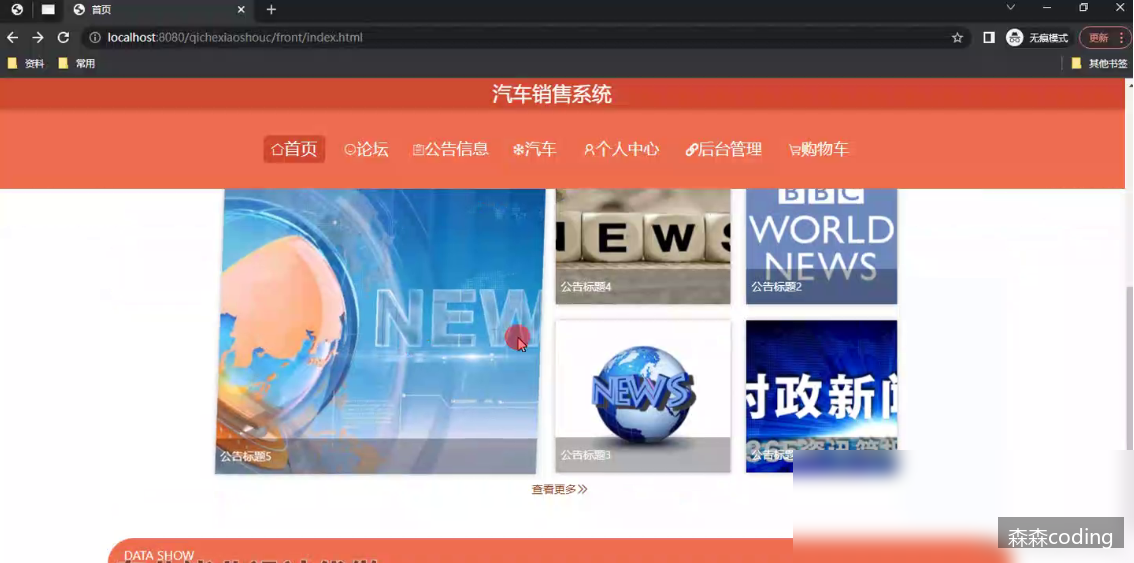 首页
localhost:8080/qichexiaoshouc/front/index.html
无痕模式
更新
资料
常用
其他书签
汽车销售系统
首页 论坛 公告信息 汽车 个人中心 后台管理 购物车
NEW
NEWS
BBC
WORLD
NEWS
公告标题4
公告标题2
NEWS
时政新闻
公告标题5
公告标题3
公告标题
查看更多
DATA SHOW
森森coding